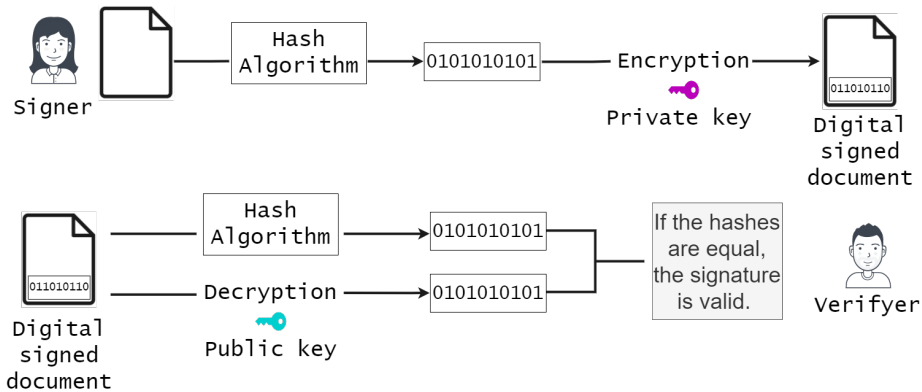 Signer
Hash
Algorithm
0101010101
Encryption
Private key
011010110
Digital
signed
document
011010110
Digital
signed
document
Hash
Algorithm
0101010101
Decryption
Public key
0101010101
If the hashes
are equal,
the signature
is valid.
Verifyer